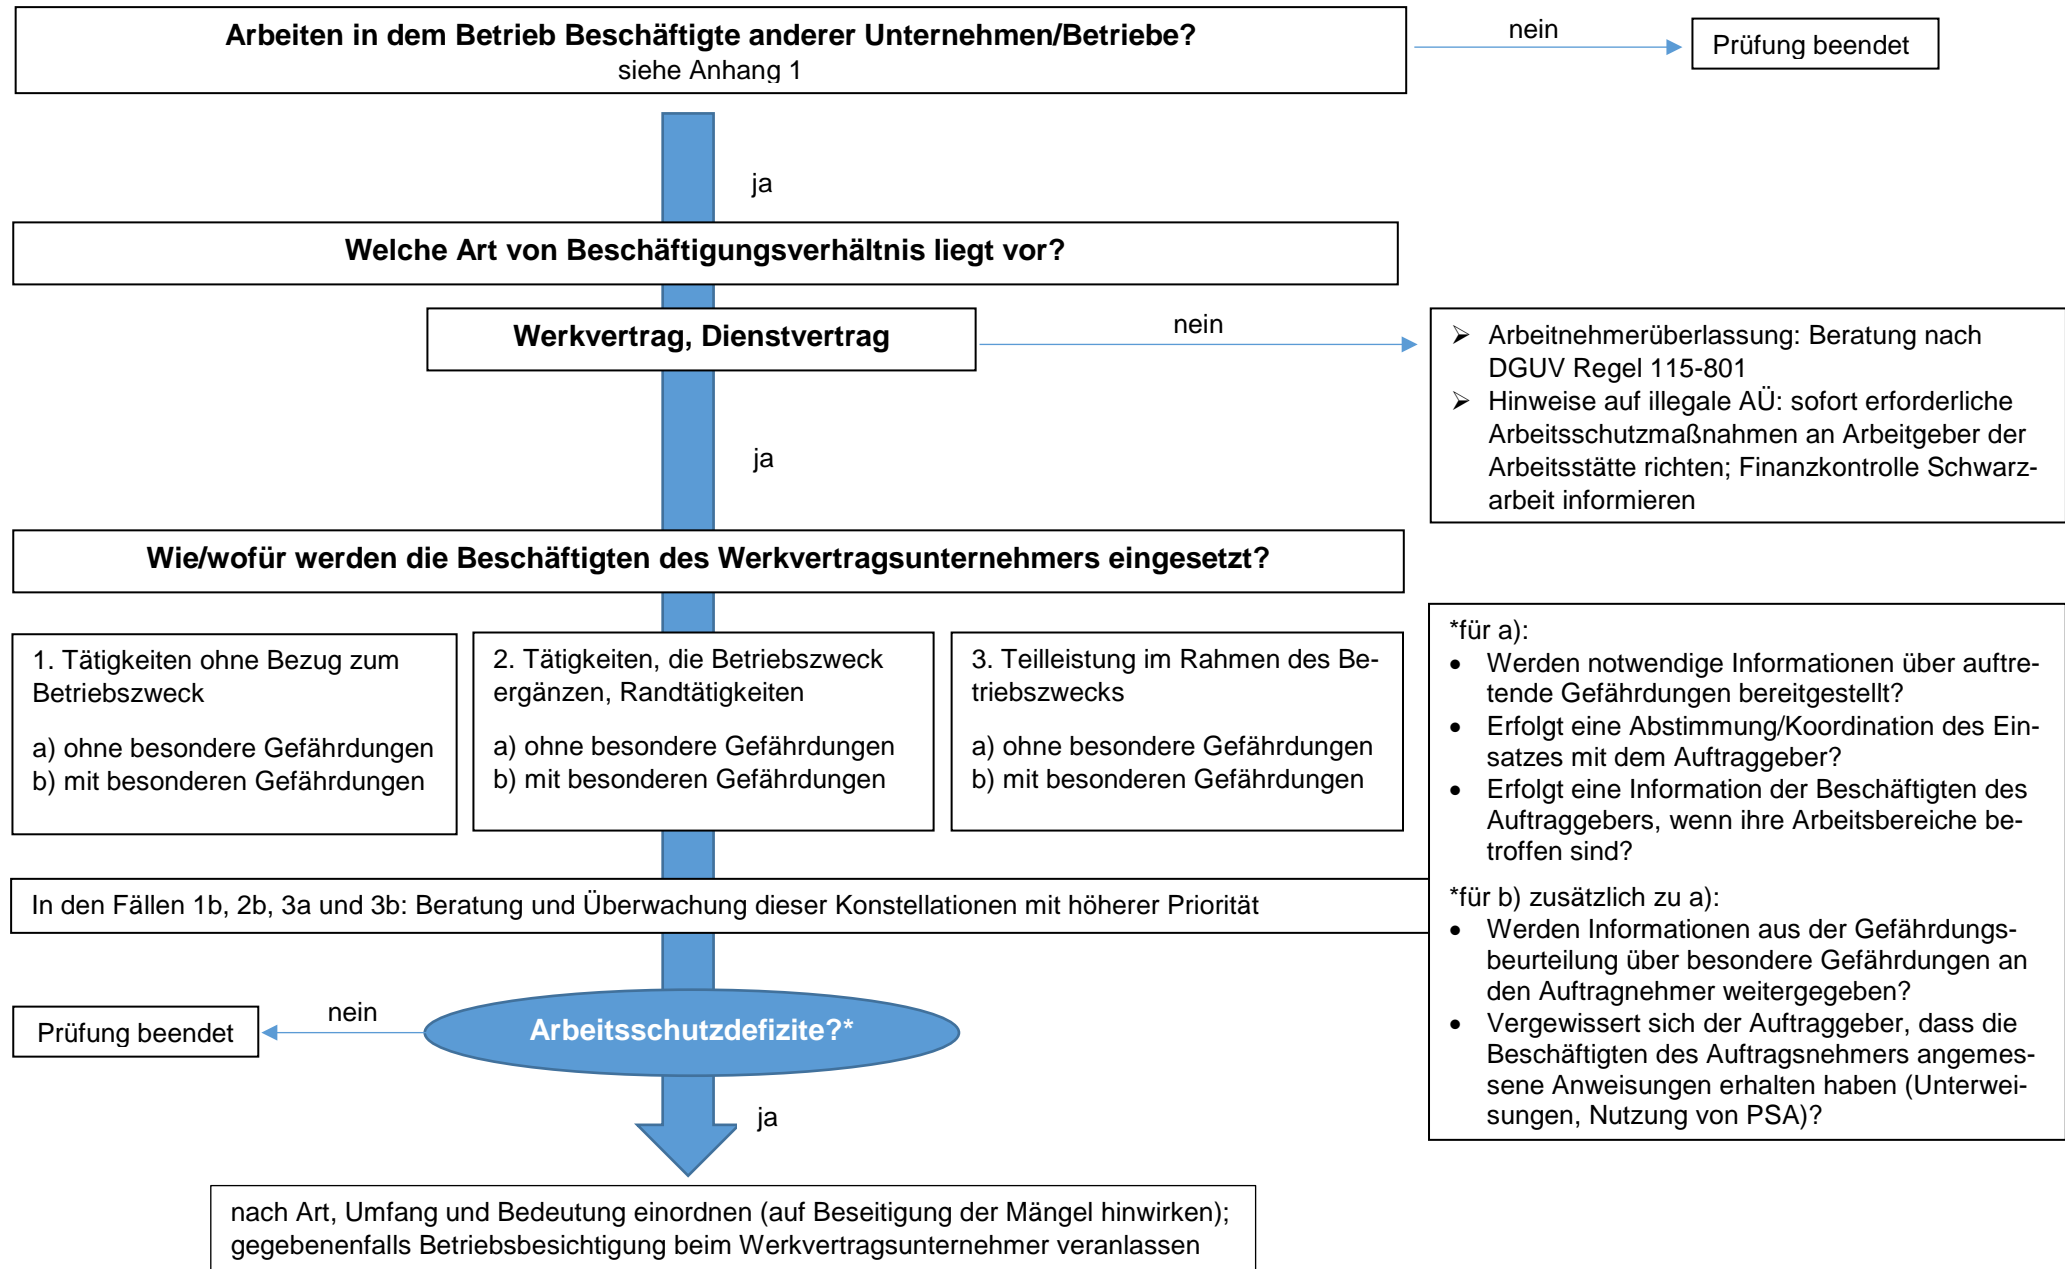 Arbeiten in dem Betrieb Beschäftigte anderer Unternehmen/Betriebe?
siehe Anhang 1
nein
Prüfung beendet
ja
Welche Art von Beschäftigungsverhältnis liegt vor?
Werkvertrag, Dienstvertrag
nein
➢ Arbeitnehmerüberlassung: Beratung nach
DGUV Regel 115-801
➢ Hinweise auf illegale AÜ: sofort erforderliche
Arbeitsschutzmaßnahmen an Arbeitgeber der
Arbeitsstätte richten; Finanzkontrolle Schwarz-
arbeit informieren
ja
Wie/wofür werden die Beschäftigten des Werkvertragsunternehmers eingesetzt?
1. Tätigkeiten ohne Bezug zum
Betriebszweck
a) ohne besondere Gefährdungen
b) mit besonderen Gefährdungen
2. Tätigkeiten, die Betriebszweck
ergänzen, Randtätigkeiten
a) ohne besondere Gefährdungen
b) mit besonderen Gefährdungen
3. Teilleistung im Rahmen des Be-
triebszwecks
a) ohne besondere Gefährdungen
b) mit besonderen Gefährdungen
*für a):
• Werden notwendige Informationen über auftre-
tende Gefährdungen bereitgestellt?
• Erfolgt eine Abstimmung/Koordination des Ein-
satzes mit dem Auftraggeber?
• Erfolgt eine Information der Beschäftigten des
Auftraggebers, wenn ihre Arbeitsbereiche be-
troffen sind?
*für b) zusätzlich zu a):
• Werden Informationen aus der Gefährdungs-
beurteilung über besondere Gefährdungen an
den Auftragnehmer weitergegeben?
• Vergewissert sich der Auftraggeber, dass die
Beschäftigten des Auftragsnehmers angemes-
sene Anweisungen erhalten haben (Unterwei-
sungen, Nutzung von PSA)?
In den Fällen 1b, 2b, 3a und 3b: Beratung und Überwachung dieser Konstellationen mit höherer Priorität
Arbeitsschutzdefizite?*
nein
Prüfung beendet
ja
nach Art, Umfang und Bedeutung einordnen (auf Beseitigung der Mängel hinwirken);
gegebenenfalls Betriebsbesichtigung beim Werkvertragsunternehmer veranlassen